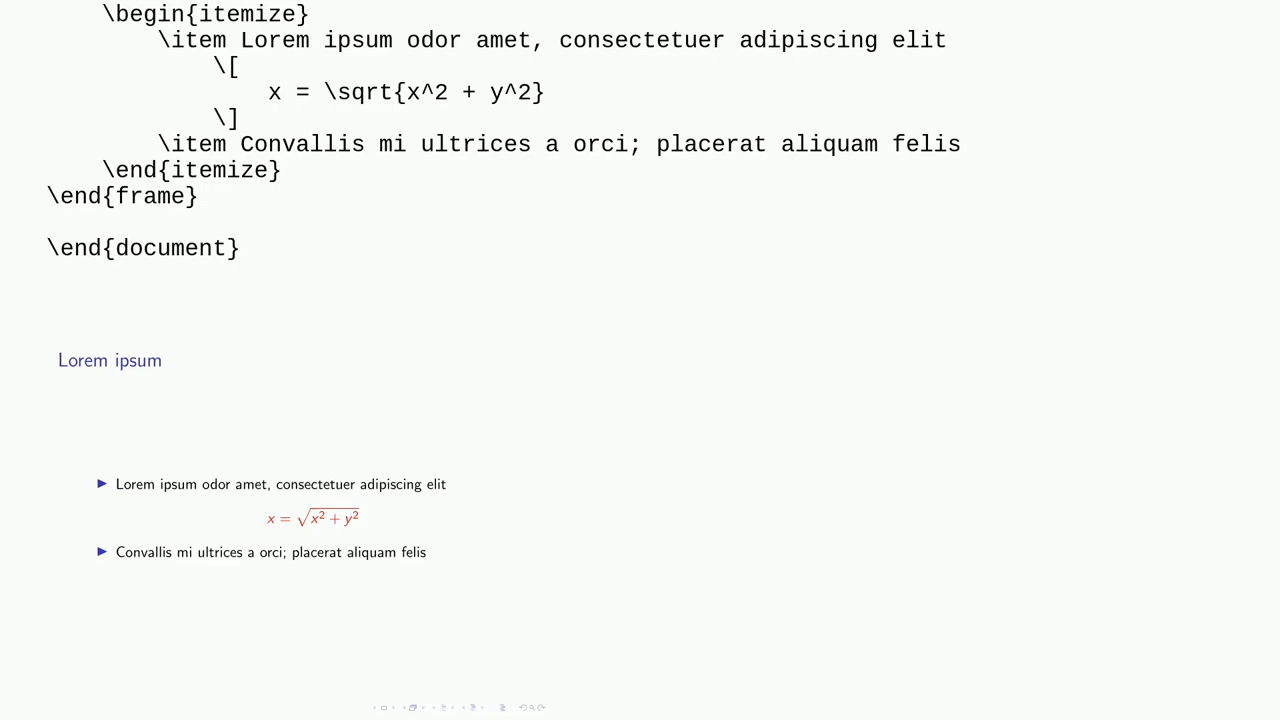 \begin{itemize}
\item Lorem ipsum odor amet, consectetuer adipiscing elit
\[
x = \sqrt{x^2 + y^2}
\]
\item Convallis mi ultrices a orci; placerat aliquam felis
\end{itemize}
\end{frame}
\end{document}
Lorem ipsum
▶ Lorem ipsum odor amet, consectetuer adipiscing elit
x = √(x² + y²)
▶ Convallis mi ultrices a orci; placerat aliquam felis